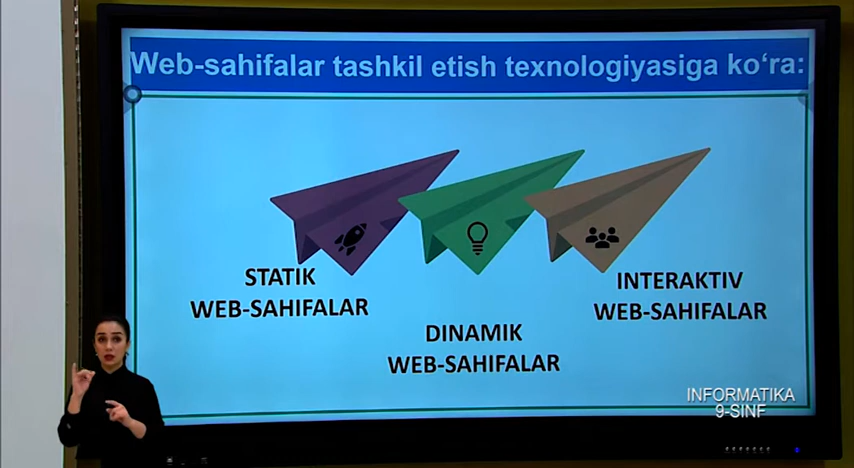 Web-sahifalar tashkil etish texnologiyasiga ko‘ra:
STATIK
WEB-SAHIFALAR
DINAMIK
WEB-SAHIFALAR
INTERAKTIV
WEB-SAHIFALAR
INFORMATIKA
9-SINF